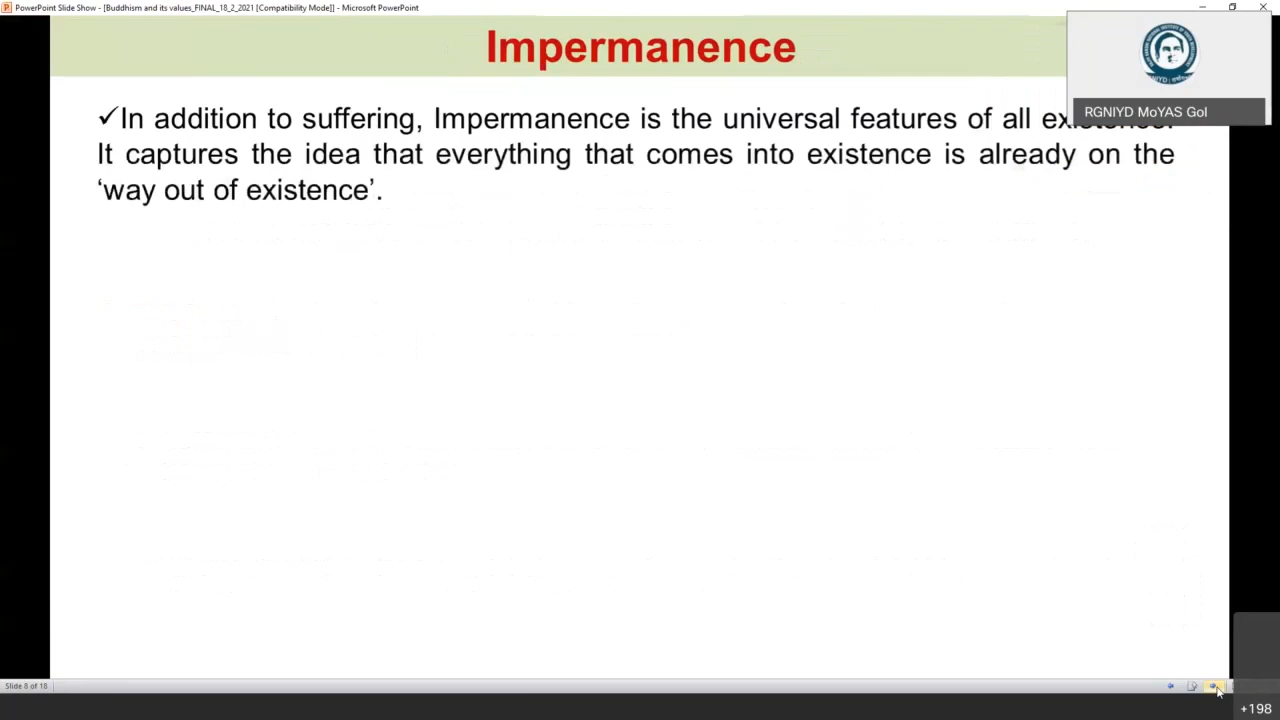 PowerPoint Slide Show - [Buddhism and its values_FINAL_18_2_2021 [Compatibility Mode]] - Microsoft PowerPoint
Impermanence
RGNIYD MoYAS GoI
✓In addition to suffering, Impermanence is the universal features of all
It captures the idea that everything that comes into existence is already on the
‘way out of existence’.
Slide 8 of 18
+198